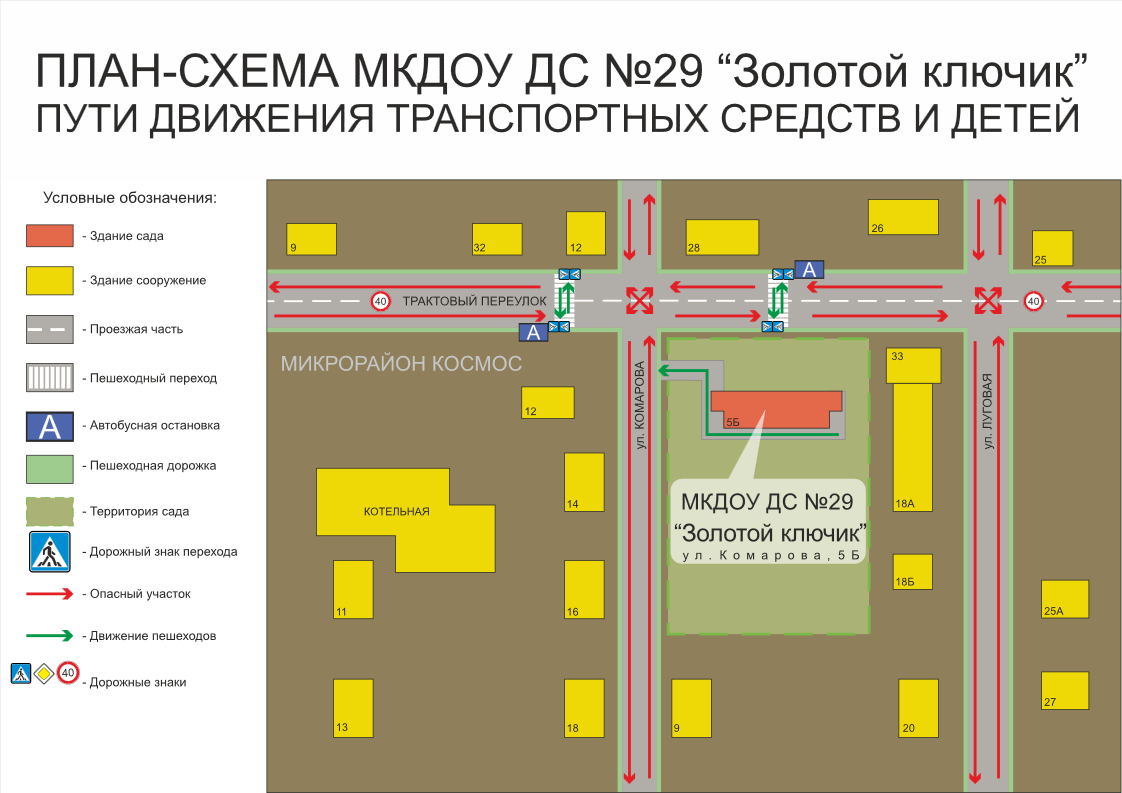 ПЛАН-СХЕМА МКДОУ ДС №29 “Золотой ключик”
ПУТИ ДВИЖЕНИЯ ТРАНСПОРТНЫХ СРЕДСТВ И ДЕТЕЙ
Условные обозначения:
- Здание сада
- Здание сооружение
- Проезжая часть
- Пешеходный переход
А
- Автобусная остановка
- Пешеходная дорожка
- Территория сада
- Дорожный знак перехода
- Опасный участок
- Движение пешеходов
40
- Дорожные знаки
9
32
12
28
26
25
А
40
ТРАКТОВЫЙ ПЕРЕУЛОК
40
А
МИКРОРАЙОН КОСМОС
ул. КОМАРОВА
ул. ЛУГОВАЯ
33
12
5Б
14
18А
КОТЕЛЬНАЯ
МКДОУ ДС №29
“Золотой ключик”
ул.Комарова,5Б
11
16
18Б
25А
13
18
9
20
27